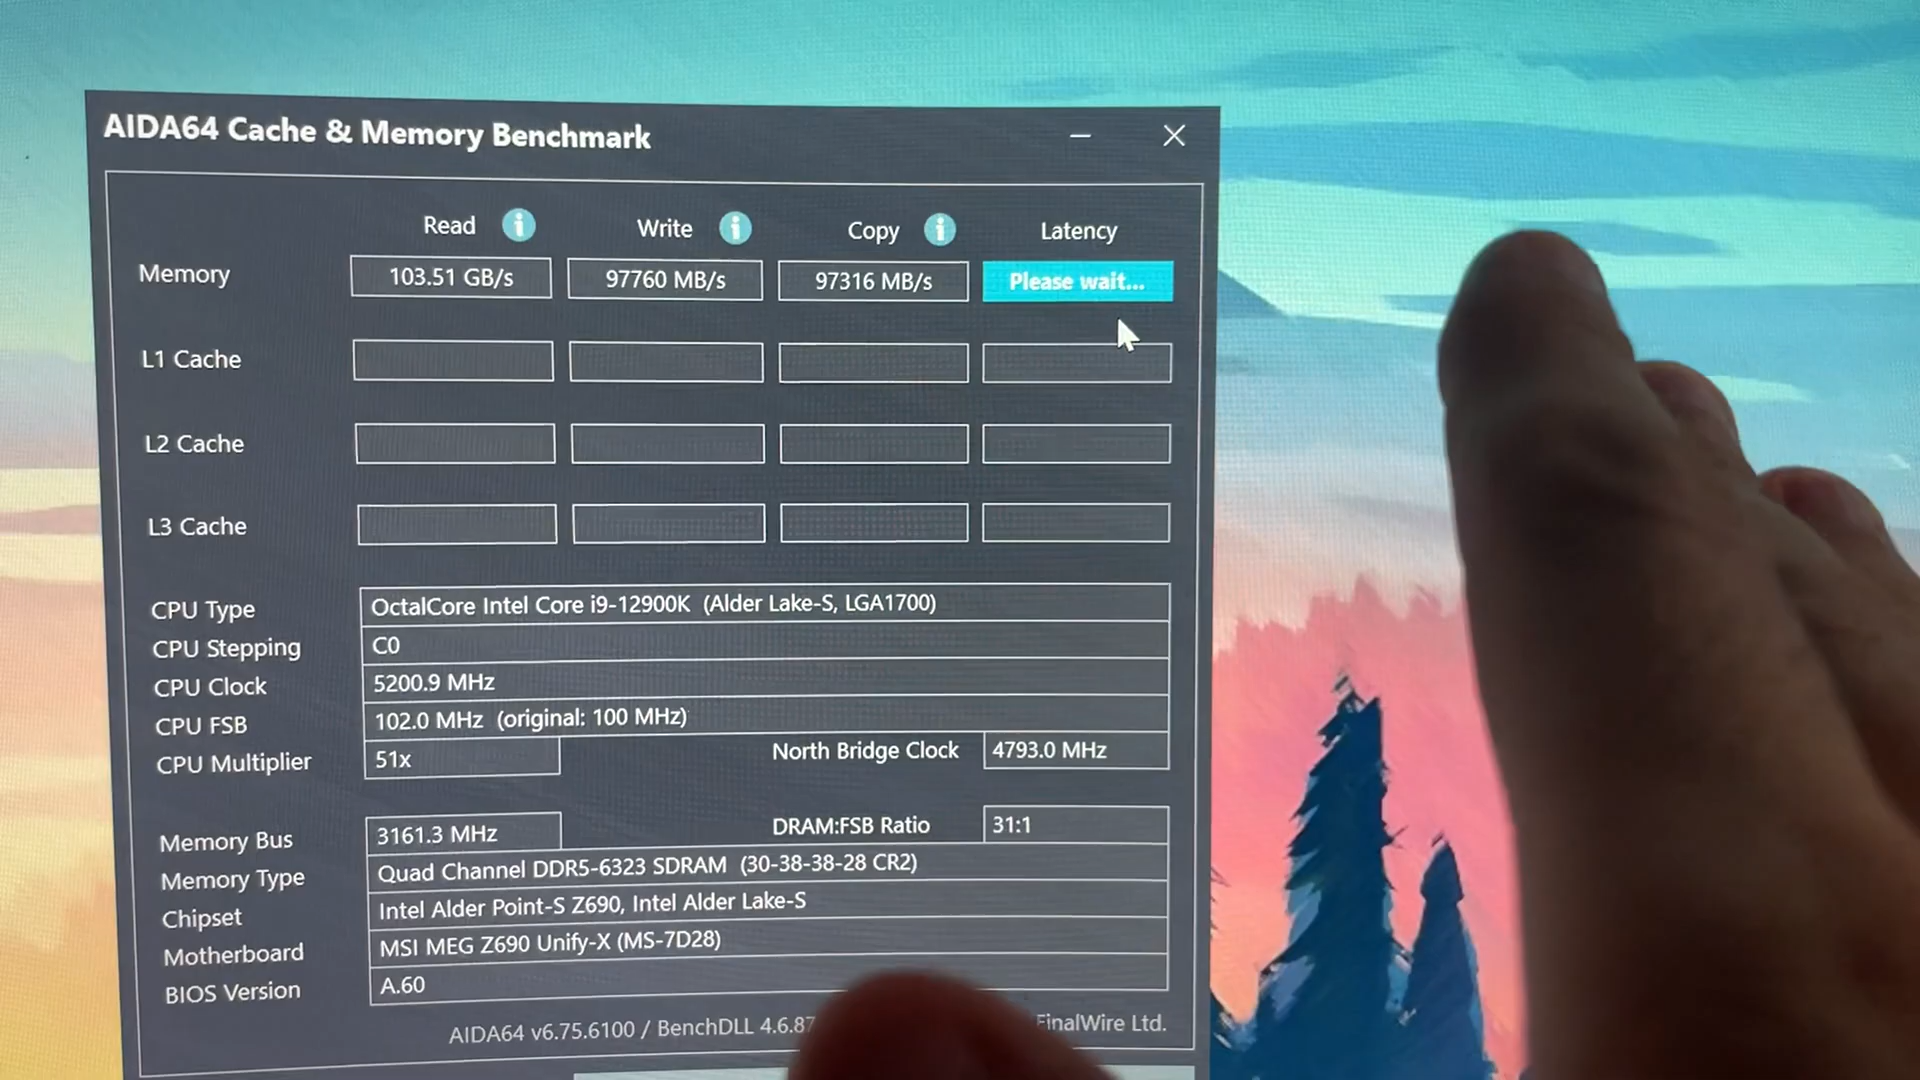 AIDA64 Cache & Memory Benchmark
Read Write Copy Latency
Memory 103.51 GB/s 97760 MB/s 97316 MB/s Please wait...
L1 Cache
L2 Cache
L3 Cache
CPU Type OctalCore Intel Core i9-12900K (Alder Lake-S, LGA1700)
CPU Stepping C0
CPU Clock 5200.9 MHz
CPU FSB 102.0 MHz (original: 100 MHz)
CPU Multiplier 51x North Bridge Clock 4793.0 MHz
Memory Bus 3161.3 MHz DRAM:FSB Ratio 31:1
Memory Type Quad Channel DDR5-6323 SDRAM (30-38-38-28 CR2)
Chipset Intel Alder Point-S Z690, Intel Alder Lake-S
Motherboard MSI MEG Z690 Unify-X (MS-7D28)
BIOS Version A.60
AIDA64 v6.75.6100 / BenchDLL 4.6.87 FinalWire Ltd.